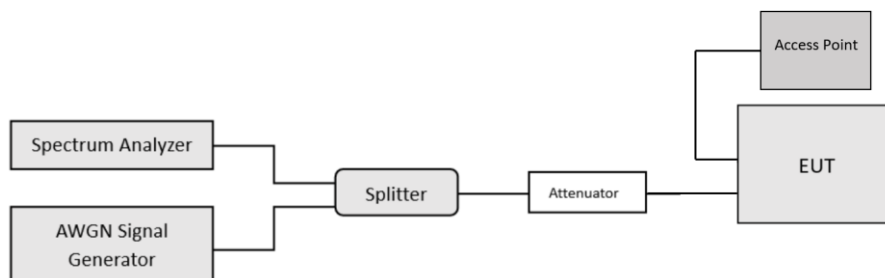 Access Point
Spectrum Analyzer
EUT
Splitter
Attenuator
AWGN Signal
Generator